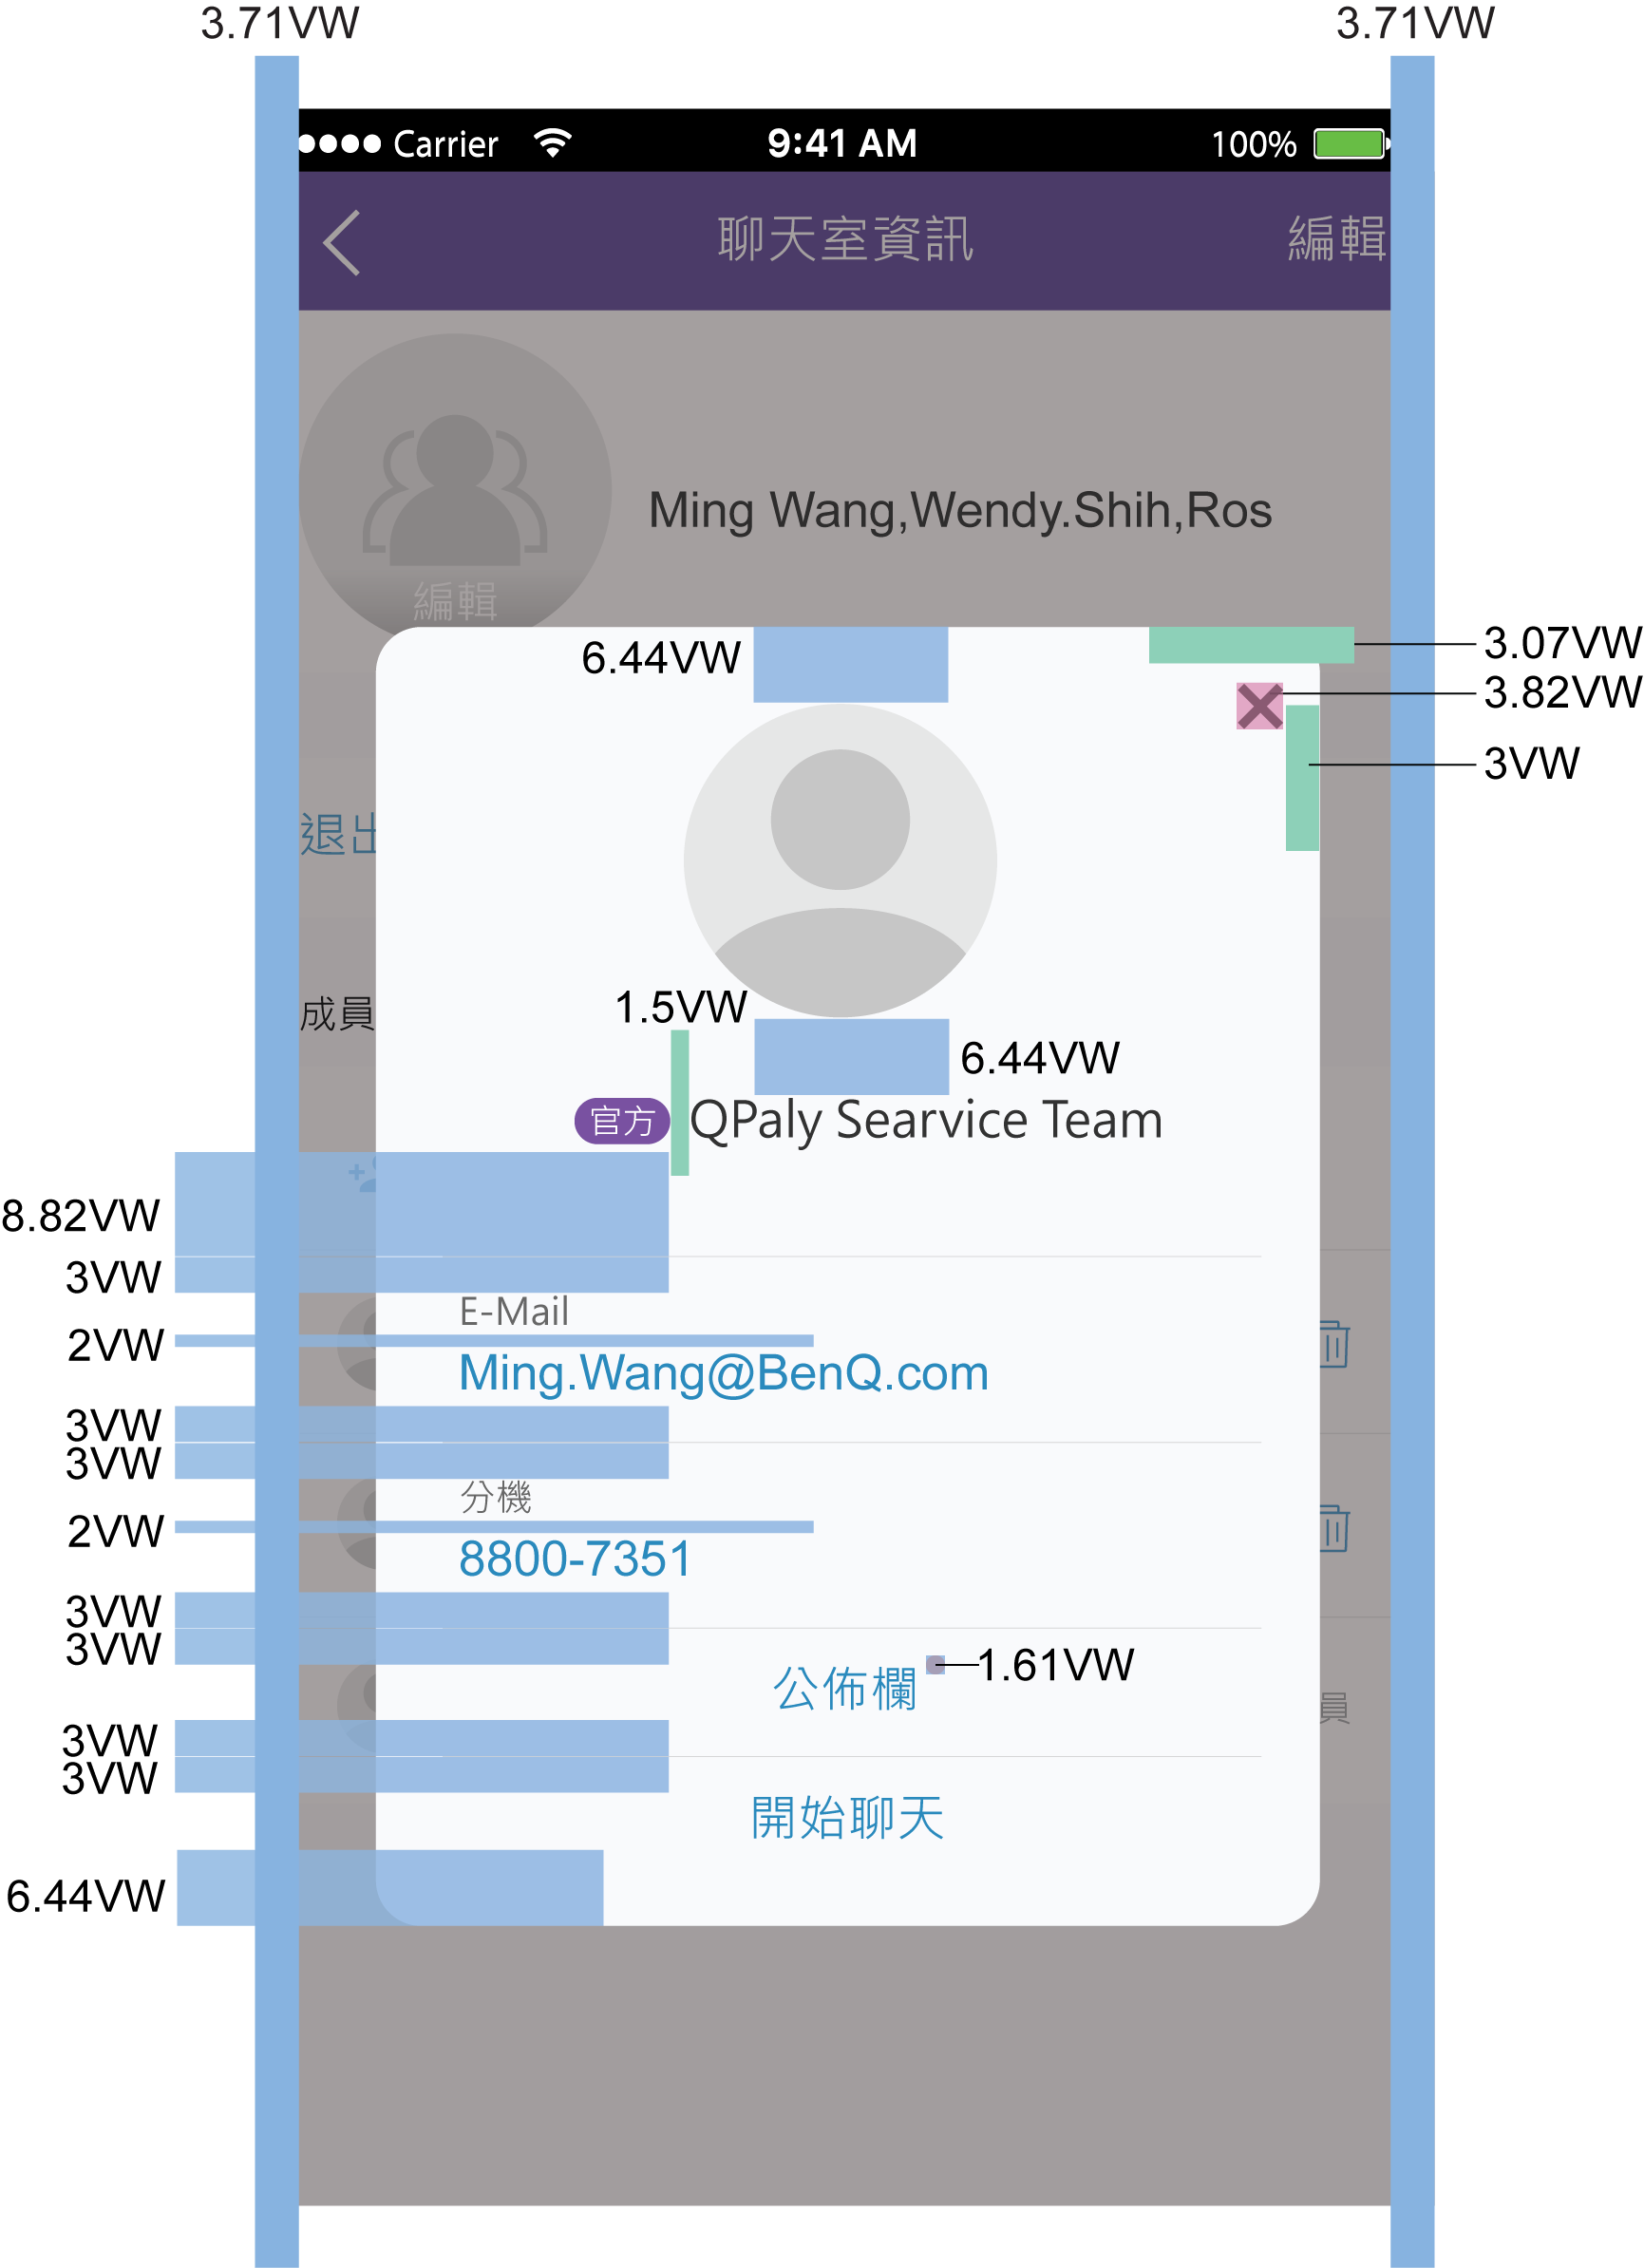 3.71VW 3.71VW
Carrier 9:41 AM 100%
聊天室資訊 編輯
Ming Wang,Wendy.Shih,Ros
編輯
6.44VW
3.07VW
3.82VW
3VW
退出
成員
1.5VW
6.44VW
官方 QPaly Searvice Team
8.82VW
3VW
E-Mail
2VW
Ming.Wang@BenQ.com
3VW
3VW
分機
2VW
8800-7351
3VW
3VW
公佈欄 1.61VW
員
3VW
3VW
開始聊天
6.44VW